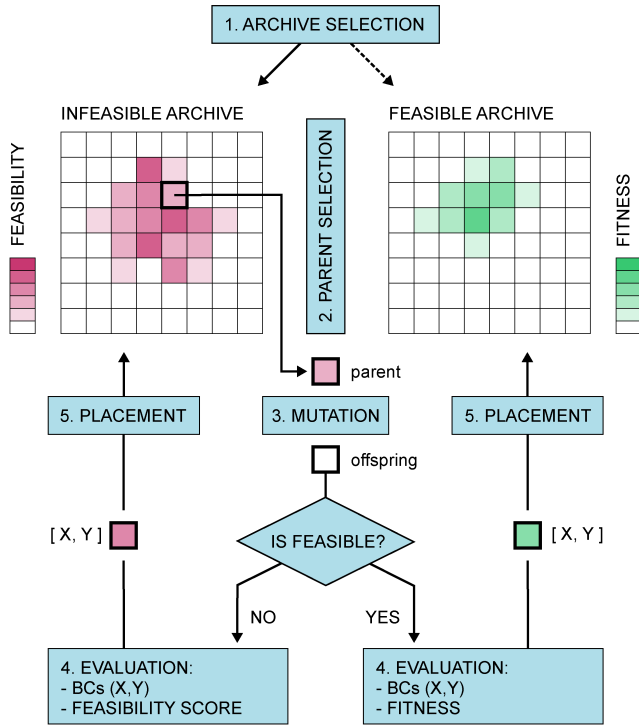 1. ARCHIVE SELECTION
INFEASIBLE ARCHIVE
FEASIBLE ARCHIVE
FEASIBILITY
2. PARENT SELECTION
FITNESS
parent
5. PLACEMENT
3. MUTATION
5. PLACEMENT
offspring
[ X, Y ]
IS FEASIBLE?
[ X, Y ]
NO
YES
4. EVALUATION:
- BCs (X,Y)
- FEASIBILITY SCORE
4. EVALUATION:
- BCs (X,Y)
- FITNESS